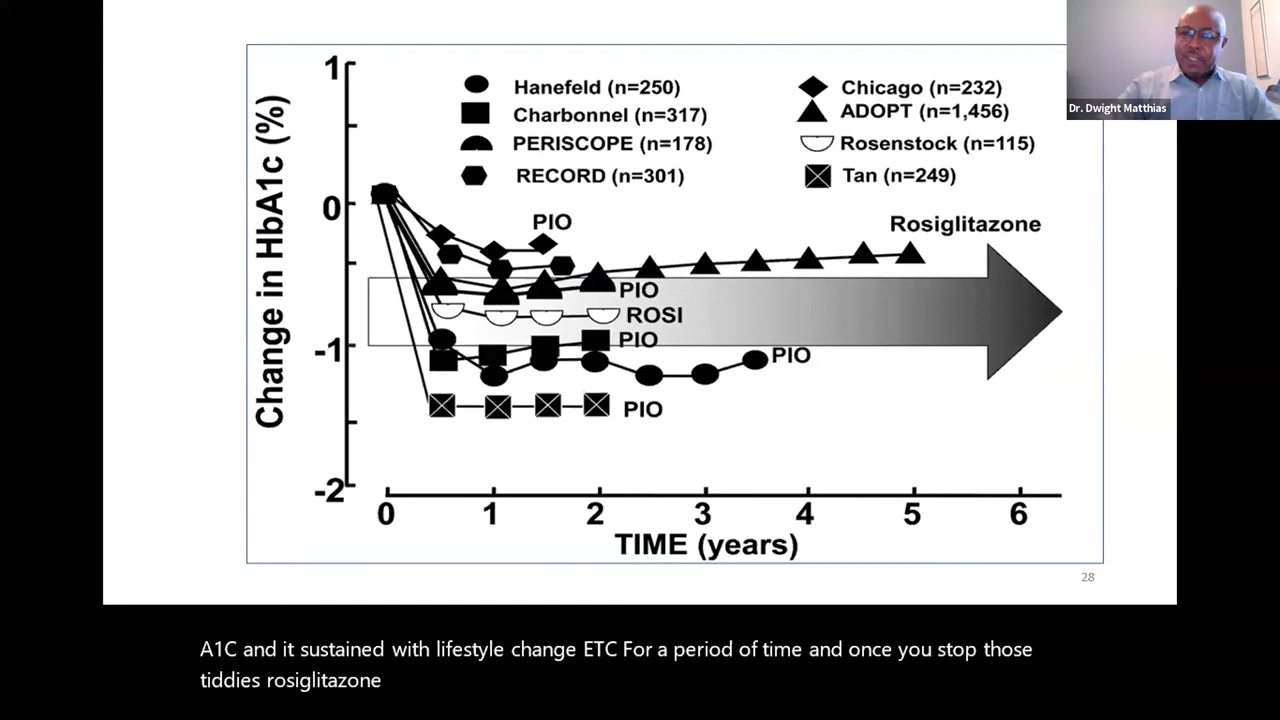 Dr. Dwight Matthias
1
0
-1
-2
Change in HbA1c (%)
Hanefeld (n=250)
Charbonnel (n=317)
PERISCOPE (n=178)
RECORD (n=301)
Chicago (n=232)
ADOPT (n=1,456)
Rosenstock (n=115)
Tan (n=249)
PIO
Rosiglitazone
PIO
ROSI
PIO
PIO
PIO
0 1 2 3 4 5 6
TIME (years)
28
A1C and it sustained with lifestyle change ETC For a period of time and once you stop those
tiddies rosiglitazone